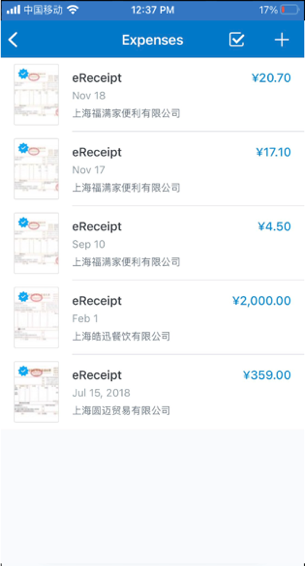 中国移动 12:37 PM 17%
Expenses
eReceipt ¥20.70
Nov 18
上海福满家便利有限公司
eReceipt ¥17.10
Nov 17
上海福满家便利有限公司
eReceipt ¥4.50
Sep 10
上海福满家便利有限公司
eReceipt ¥2,000.00
Feb 1
上海皓迅餐饮有限公司
eReceipt ¥359.00
Jul 15, 2018
上海圆迈贸易有限公司